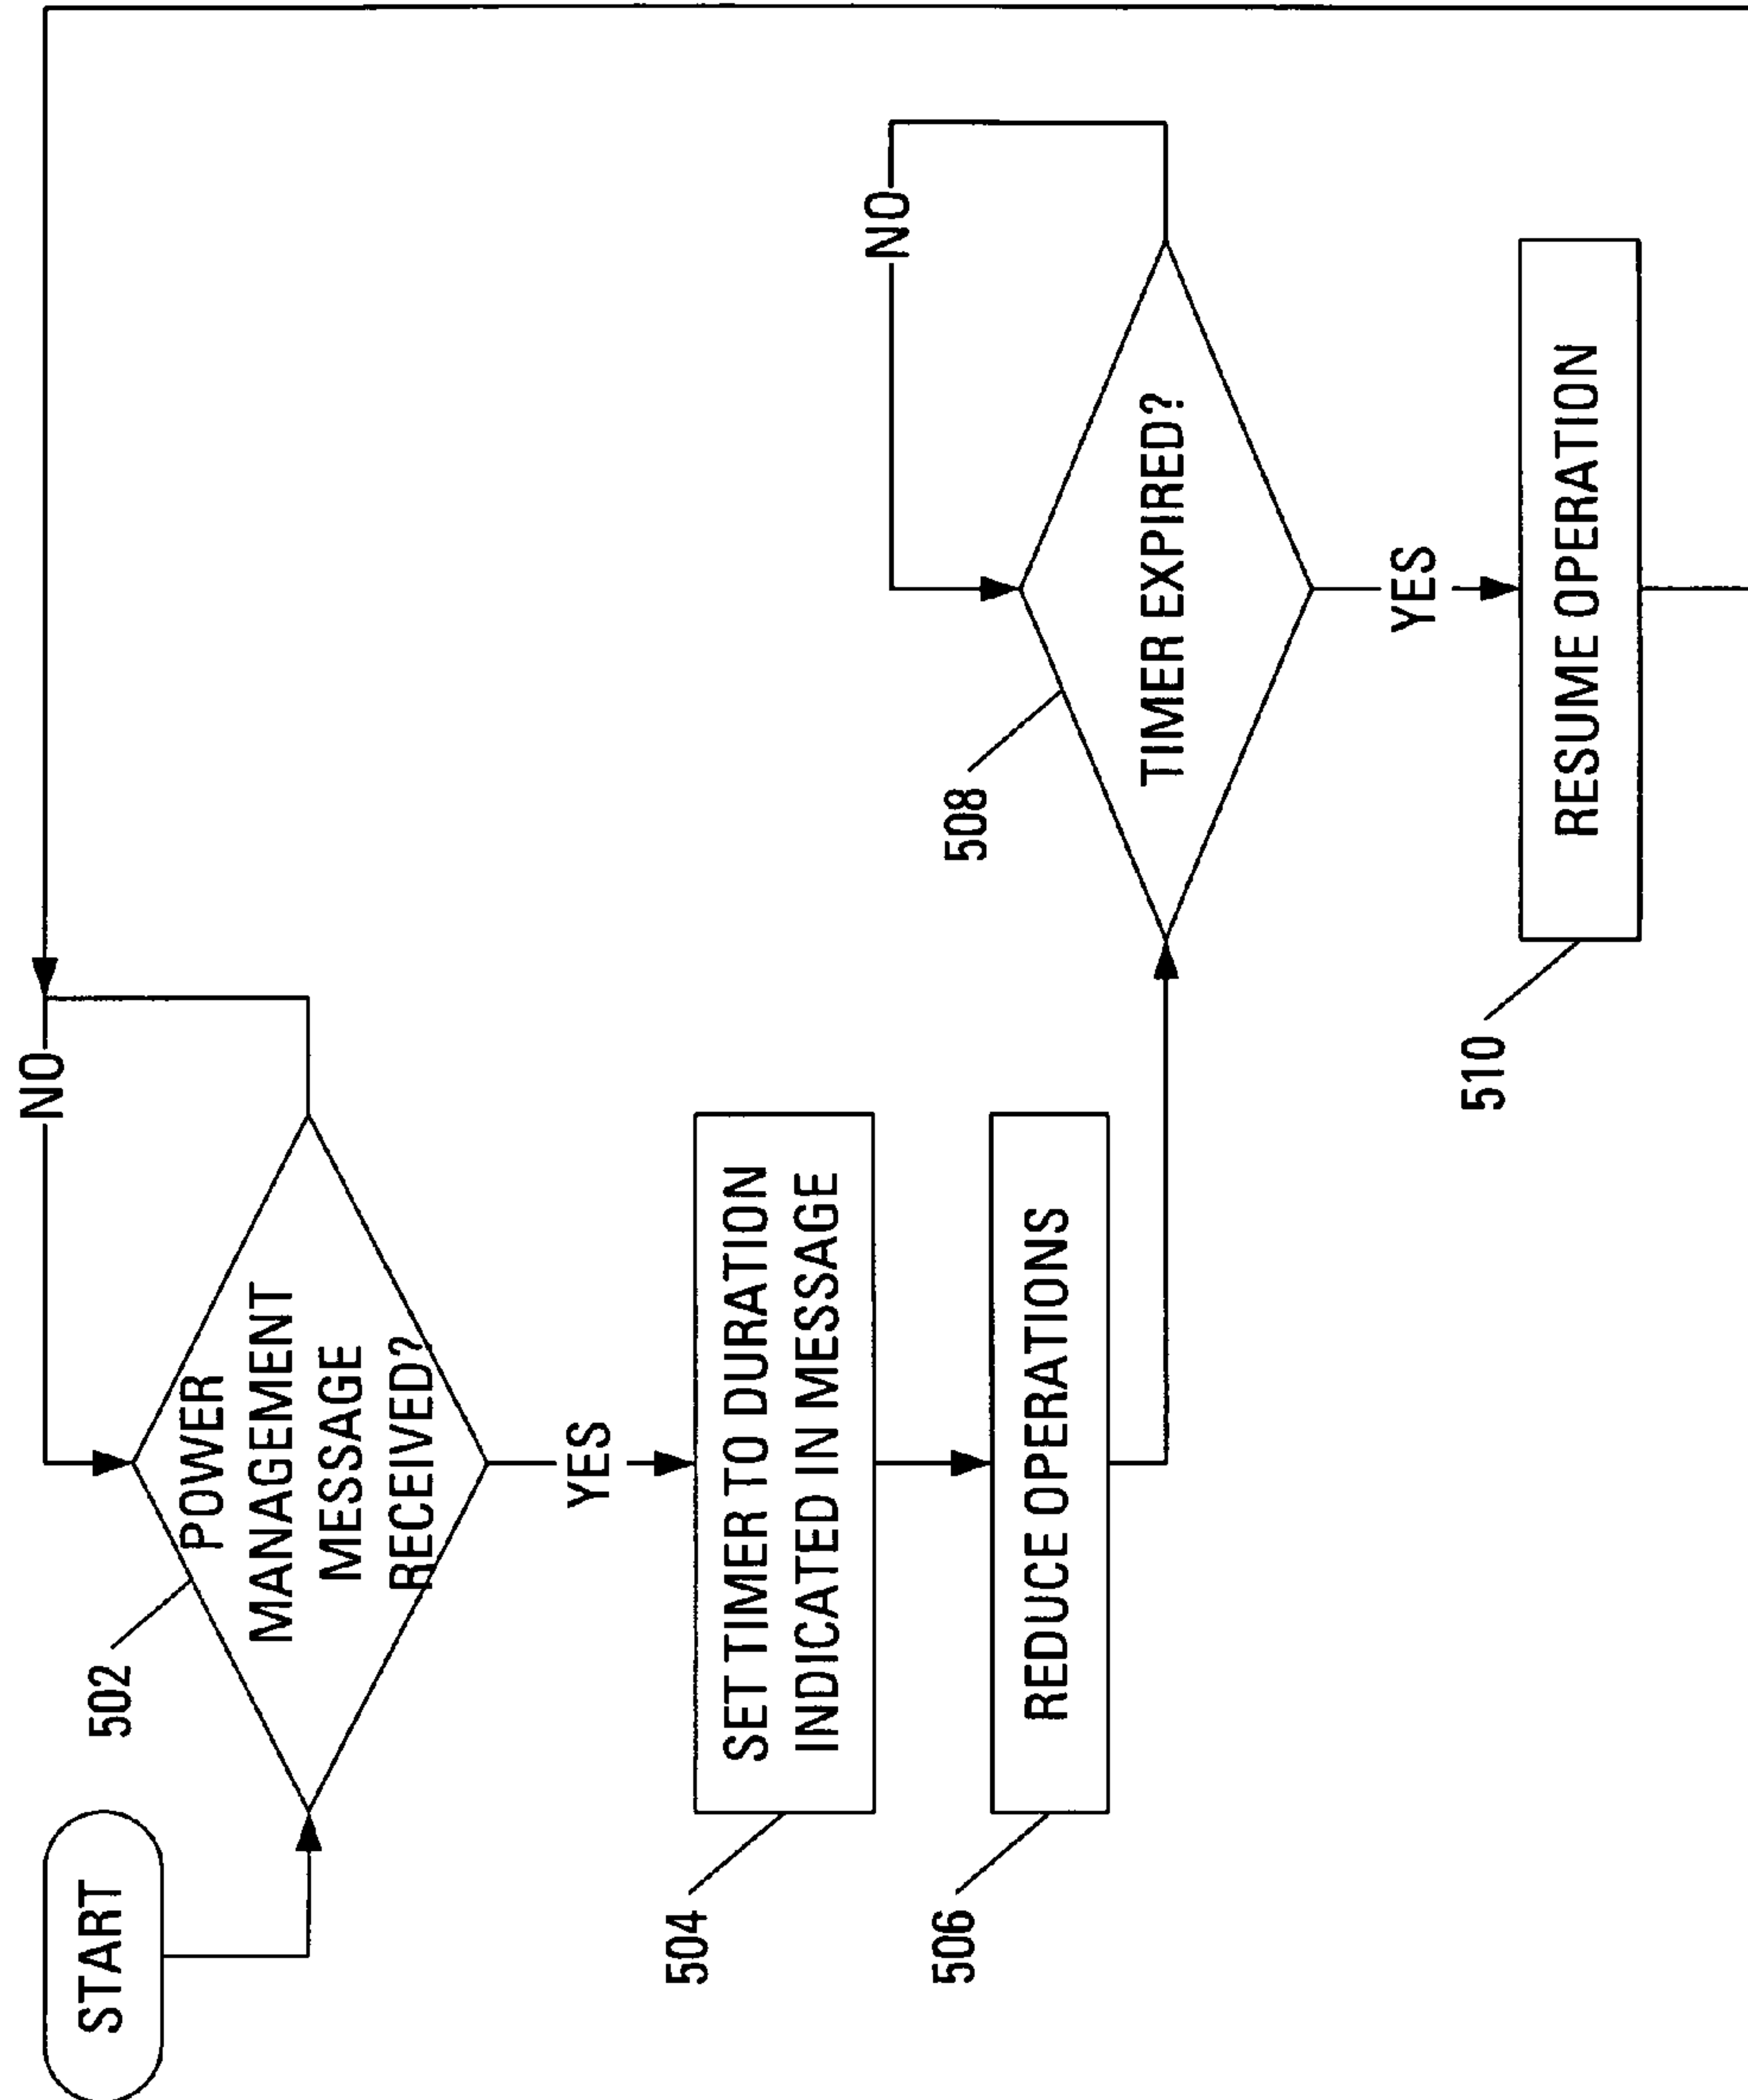 START
502
POWER
MANAGEMENT
MESSAGE
RECEIVED?
NO
YES
504
SET TIMER TO DURATION
INDICATED IN MESSAGE
506
REDUCE OPERATIONS
508
TIMER EXPIRED?
NO
YES
510
RESUME OPERATION